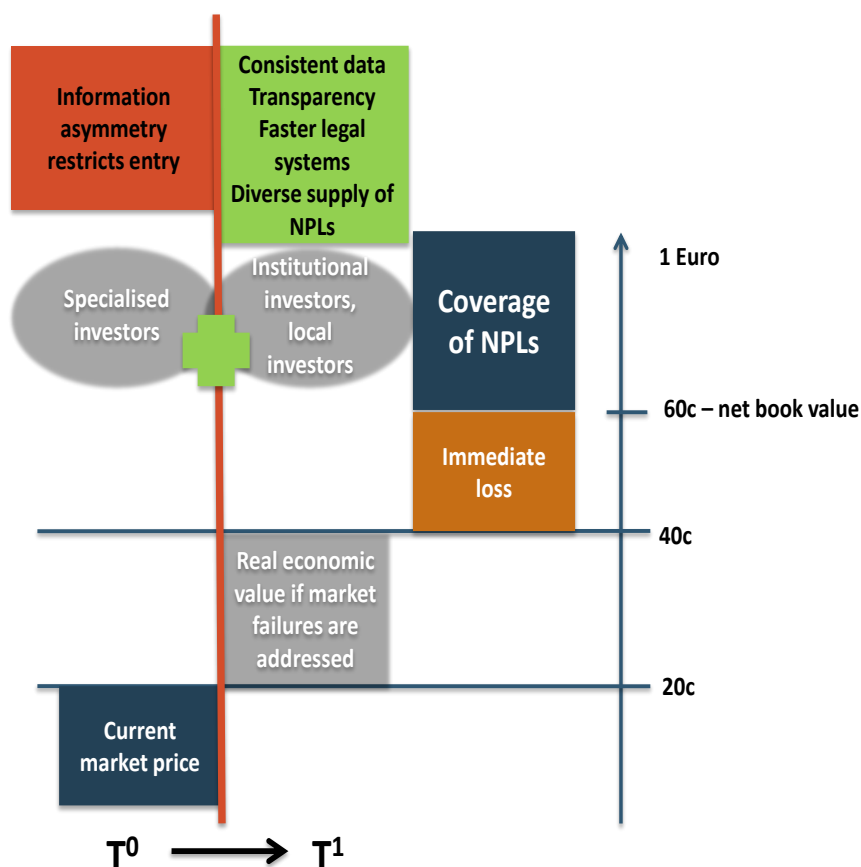 Information
asymmetry
restricts entry
Consistent data
Transparency
Faster legal
systems
Diverse supply of
NPLs
Specialised
investors
Institutional
investors,
local
investors
Coverage
of NPLs
1 Euro
60c – net book value
Immediate
loss
40c
Real economic
value if market
failures are
addressed
20c
Current
market price
T⁰
T¹